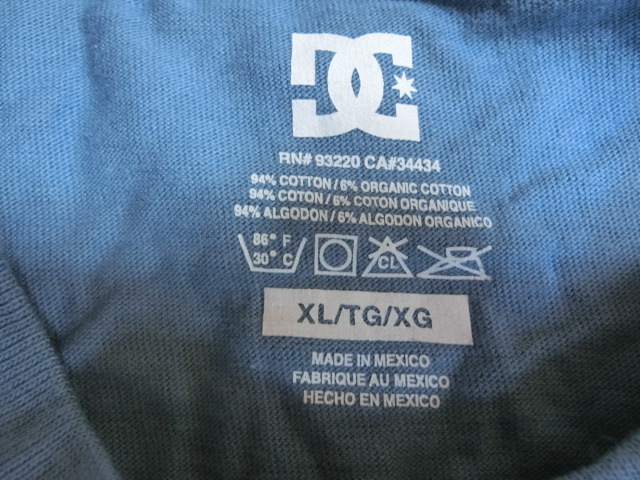 DC
RN# 93220 CA#34434
94% COTTON / 6% ORGANIC COTTON
94% COTON / 6% COTON ORGANIQUE
94% ALGODON / 6% ALGODON ORGANICO
86° F
30° C
CL
XL/TG/XG
MADE IN MEXICO
FABRIQUE AU MEXICO
HECHO EN MEXICO